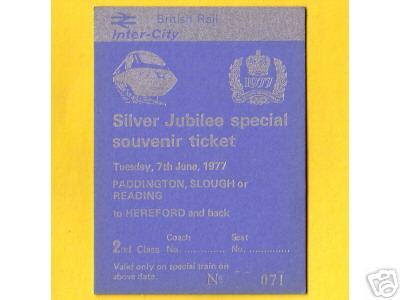 British Rail
Inter-City
1977
Silver Jubilee special
souvenir ticket
Tuesday, 7th June, 1977
PADDINGTON, SLOUGH or
READING
to HEREFORD and back
Coach Seat
2nd Class No. ............ No. ..............
Valid only on special train on
above date.
No 071
eBay